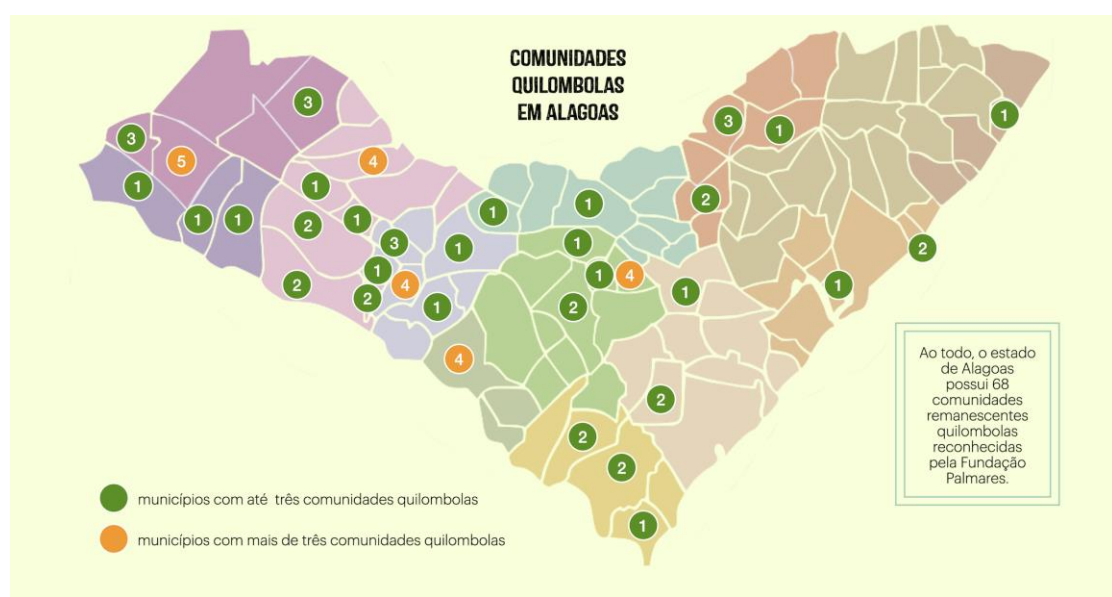 COMUNIDADES
QUILOMBOLAS
EM ALAGOAS
3
3
1
3
5
4
1
1
1
1
2
1
1
1
2
3
1
1
2
1
1
4
2
4
1
1
2
2
1
2
4
2
2
2
1
Ao todo, o estado
de Alagoas
possui 68
comunidades
remanescentes
quilombolas
reconhecidas
pela Fundação
Palmares.
municípios com até três comunidades quilombolas
municípios com mais de três comunidades quilombolas